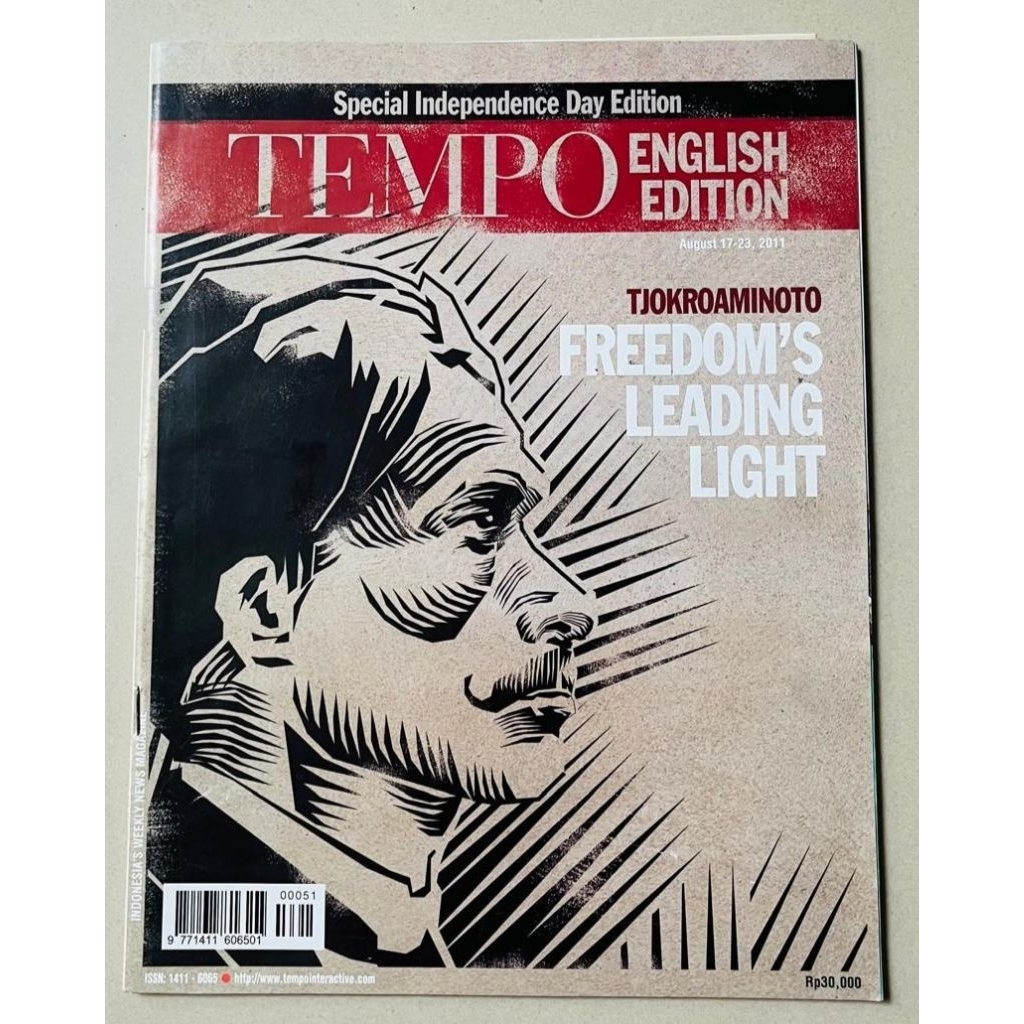 Special Independence Day Edition
TEMPO ENGLISH
EDITION
August 17-23, 2011
TJOKROAMINOTO
FREEDOM'S
LEADING
LIGHT
INDONESIA'S WEEKLY NEWS MAGAZINE
00051
9 771411 606501
ISSN: 1411 - 6065 http://www.tempointeractive.com
Rp30,000